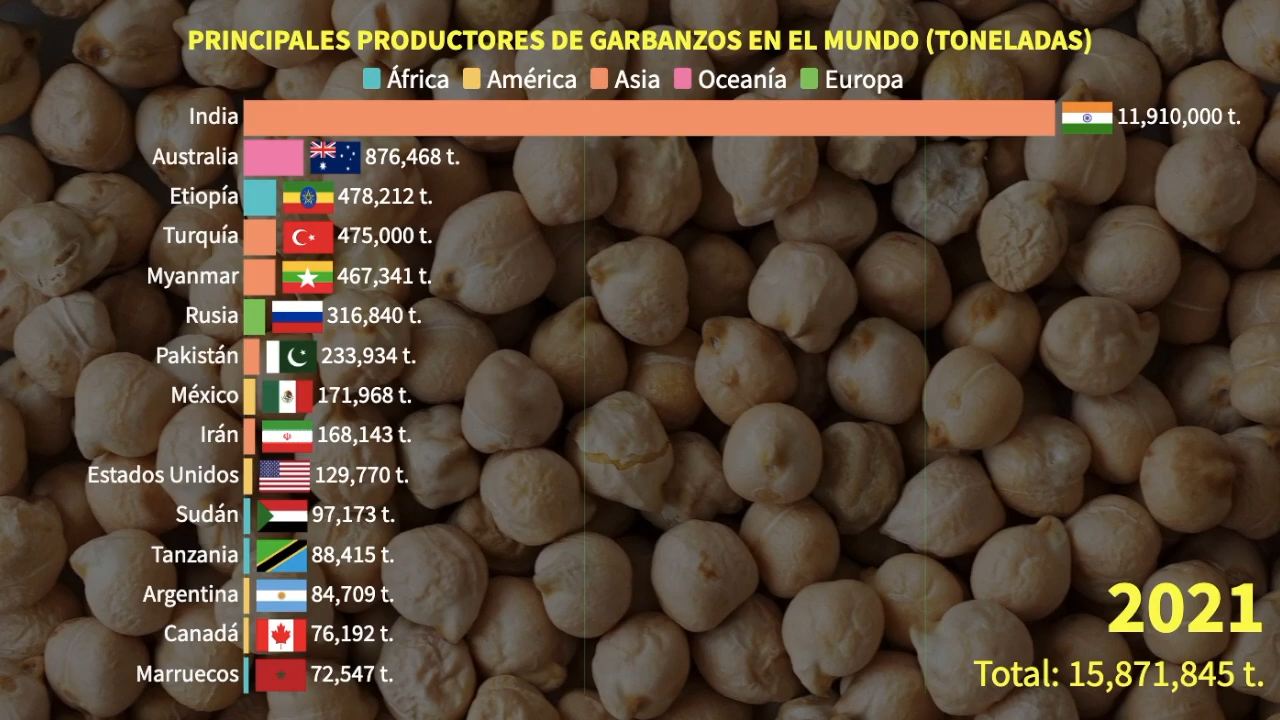 PRINCIPALES PRODUCTORES DE GARBANZOS EN EL MUNDO (TONELADAS)
África América Asia Oceanía Europa
India 11,910,000 t.
Australia 876,468 t.
Etiopía 478,212 t.
Turquía 475,000 t.
Myanmar 467,341 t.
Rusia 316,840 t.
Pakistán 233,934 t.
México 171,968 t.
Irán 168,143 t.
Estados Unidos 129,770 t.
Sudán 97,173 t.
Tanzania 88,415 t.
Argentina 84,709 t.
Canadá 76,192 t.
Marruecos 72,547 t.
2021
Total: 15,871,845 t.